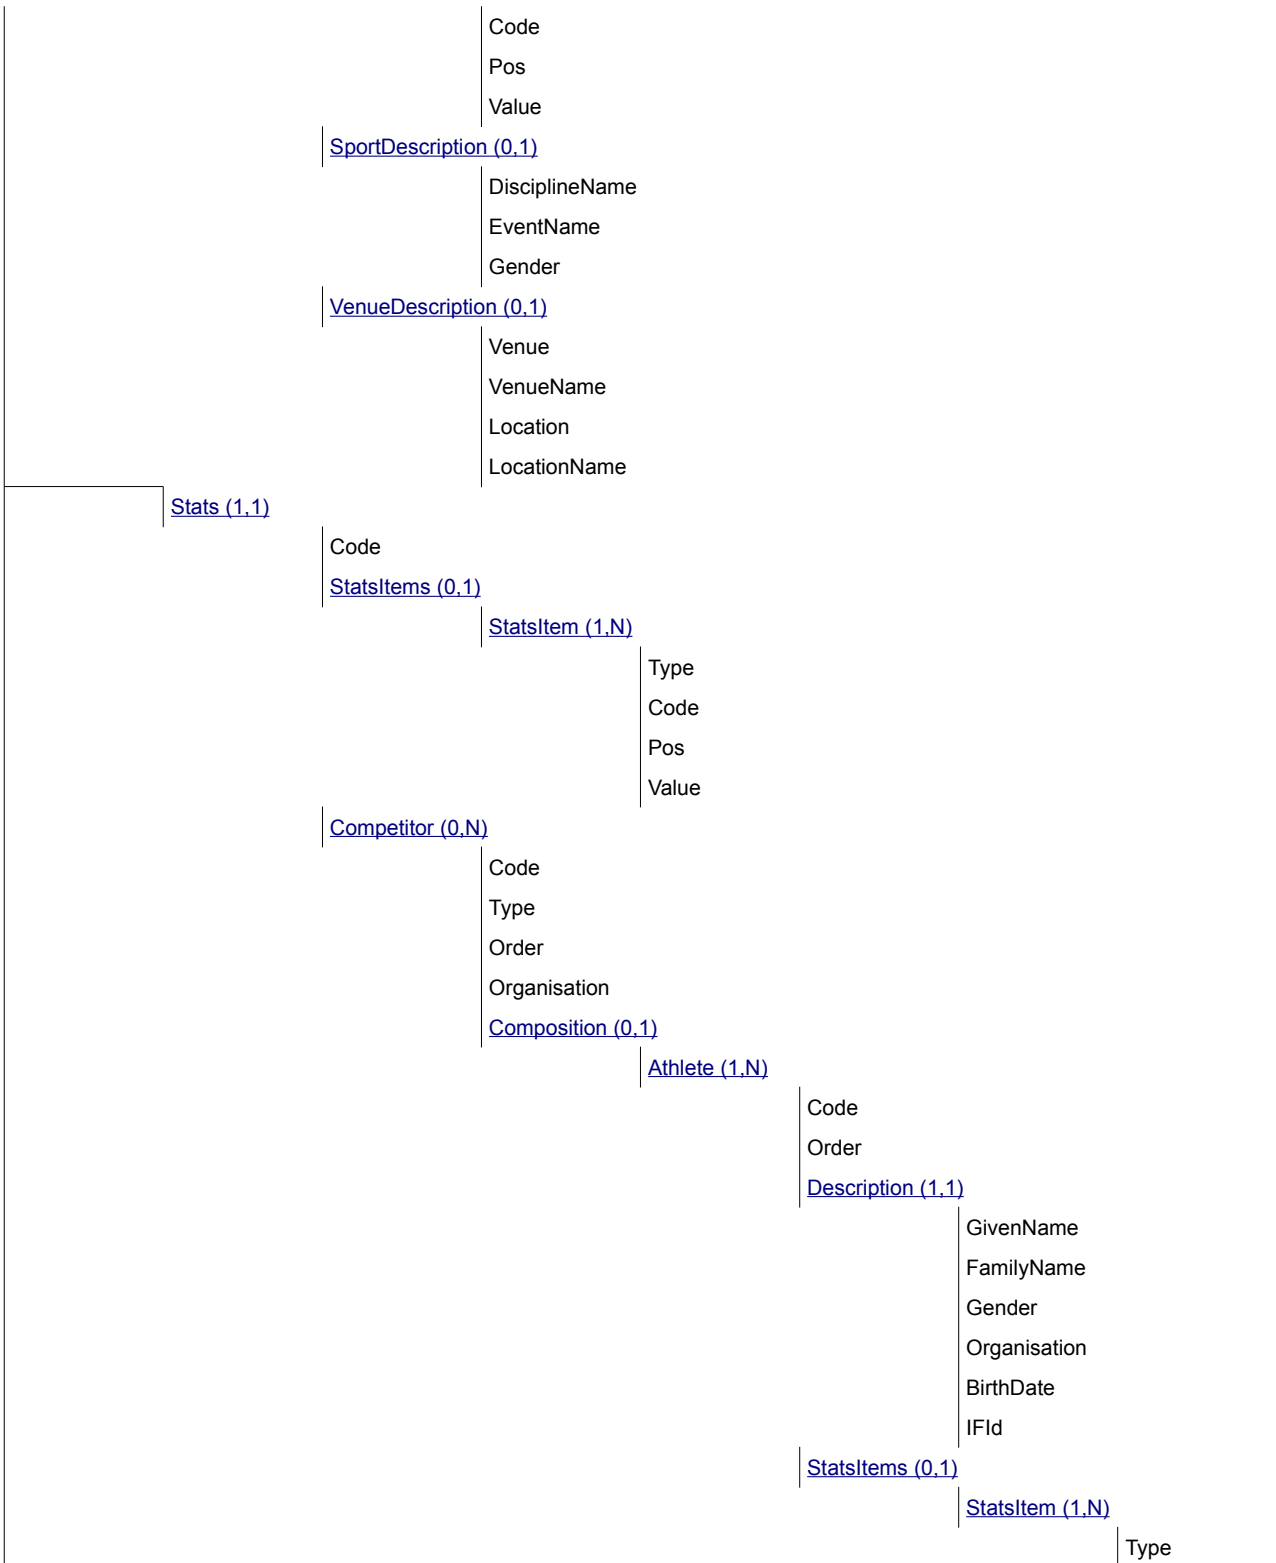 Code
Pos
Value
SportDescription (0,1)
DisciplineName
EventName
Gender
VenueDescription (0,1)
Venue
VenueName
Location
LocationName
Stats (1,1)
Code
StatsItems (0,1)
StatsItem (1,N)
Type
Code
Pos
Value
Competitor (0,N)
Code
Type
Order
Organisation
Composition (0,1)
Athlete (1,N)
Code
Order
Description (1,1)
GivenName
FamilyName
Gender
Organisation
BirthDate
IFId
StatsItems (0,1)
StatsItem (1,N)
Type